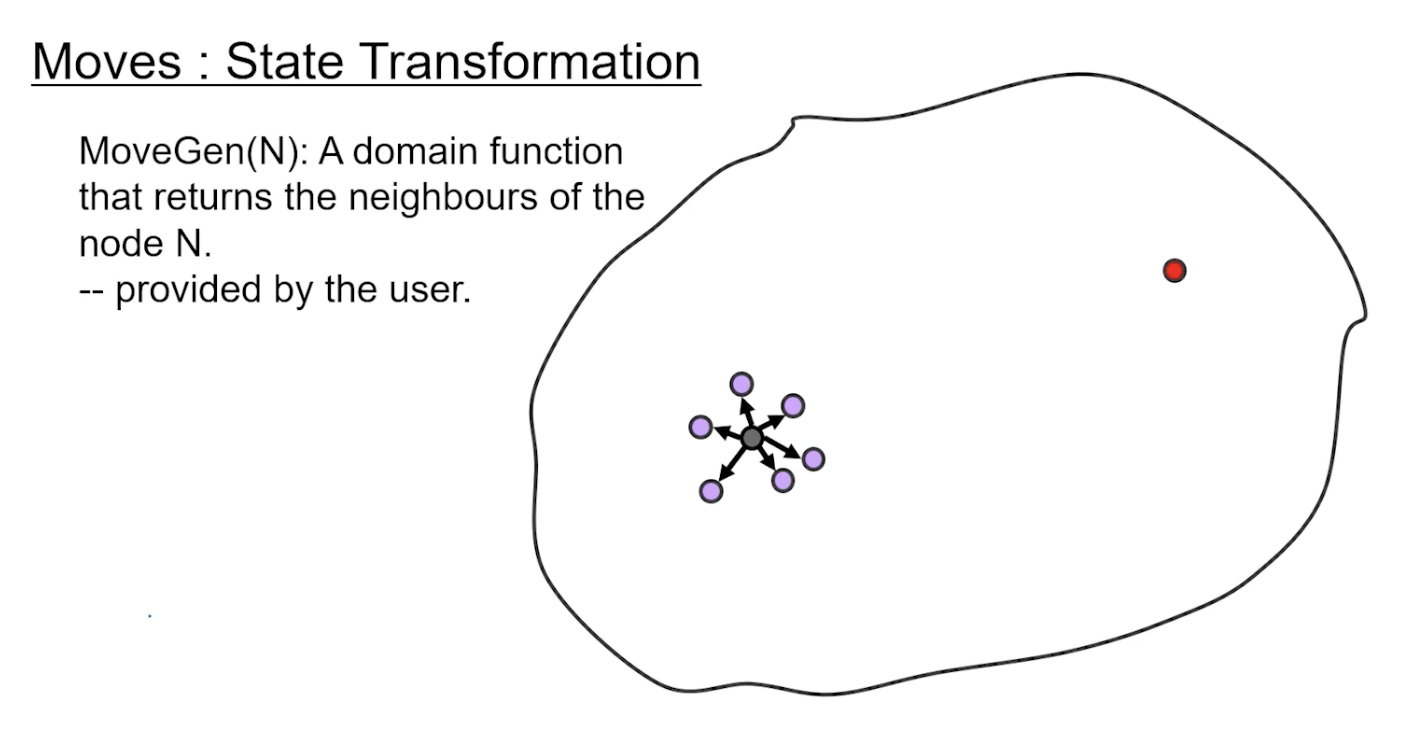 Moves : State Transformation
MoveGen(N): A domain function
that returns the neighbours of the
node N.
-- provided by the user.